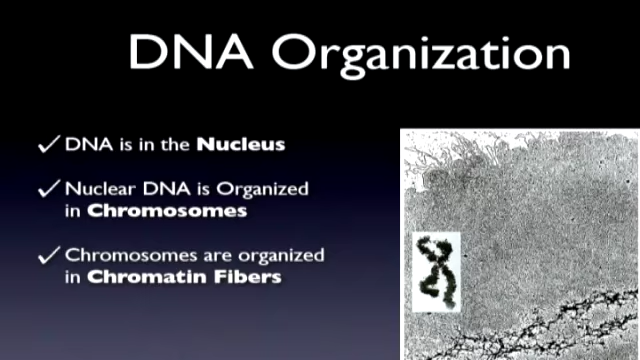 DNA Organization
DNA is in the Nucleus
Nuclear DNA is Organized
in Chromosomes
Chromosomes are organized
in Chromatin Fibers